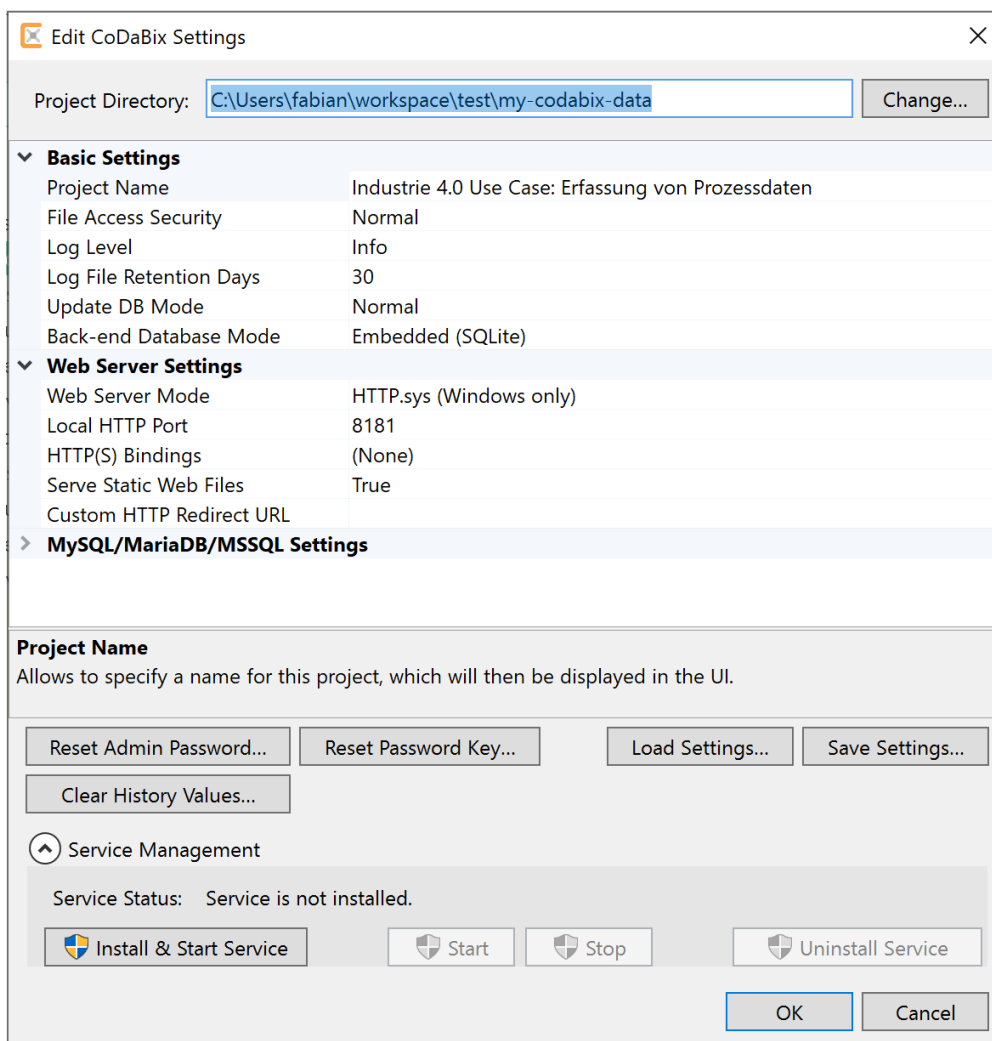 Edit CoDaBix Settings
Project Directory: C:\Users\fabian\workspace\test\my-codabix-data Change...
Basic Settings
Project Name Industrie 4.0 Use Case: Erfassung von Prozessdaten
File Access Security Normal
Log Level Info
Log File Retention Days 30
Update DB Mode Normal
Back-end Database Mode Embedded (SQLite)
Web Server Settings
Web Server Mode HTTP.sys (Windows only)
Local HTTP Port 8181
HTTP(S) Bindings (None)
Serve Static Web Files True
Custom HTTP Redirect URL
MySQL/MariaDB/MSSQL Settings
Project Name
Allows to specify a name for this project, which will then be displayed in the UI.
Reset Admin Password... Reset Password Key... Load Settings... Save Settings...
Clear History Values...
Service Management
Service Status: Service is not installed.
Install & Start Service Start Stop Uninstall Service
OK Cancel